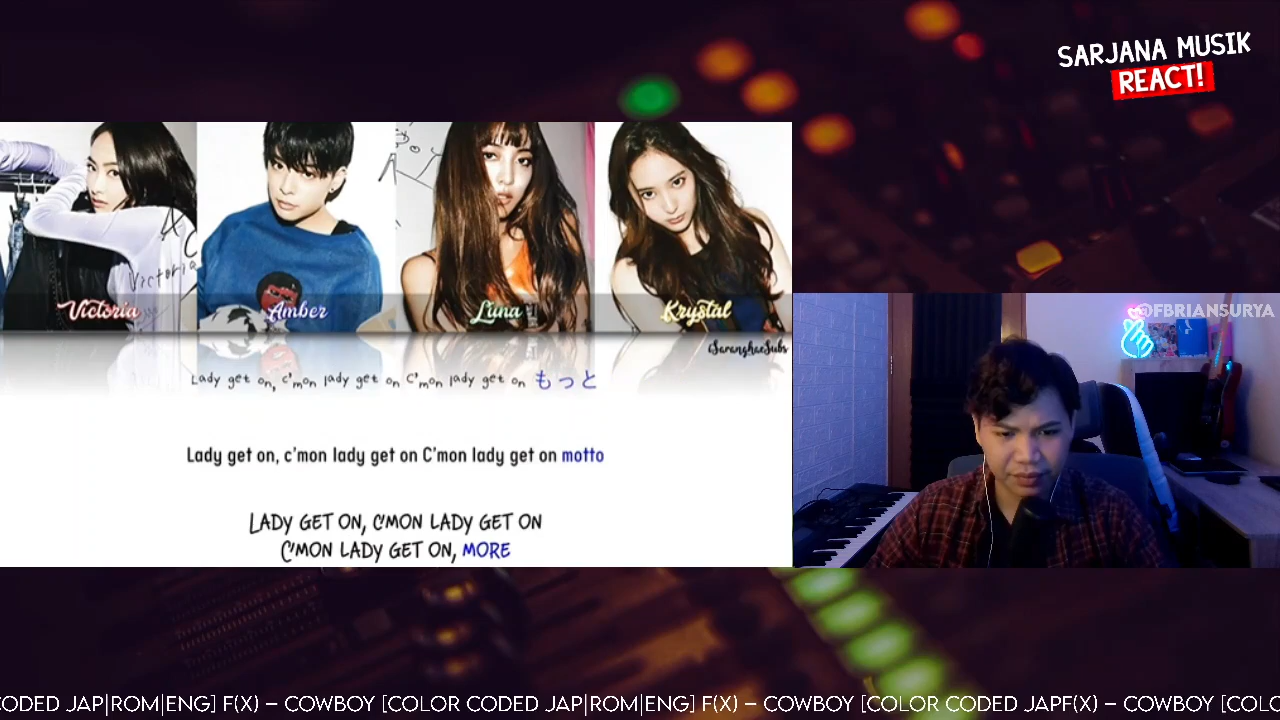 SARJANA MUSIK
REACT!
Victoria
Amber
Luna
Krystal
iSaranghaeSubs
Lady get on, c'mon lady get on C'mon lady get on もっと
Lady get on, c'mon lady get on C'mon lady get on motto
LADY GET ON, C'MON LADY GET ON
C'MON LADY GET ON, MORE
@FBRIANSURYA
CODED JAP|ROM|ENG] F(X) – COWBOY [COLOR CODED JAP|ROM|ENG] F(X) – COWBOY [COLOR CODED JAPF(X) – COWBOY [COLO